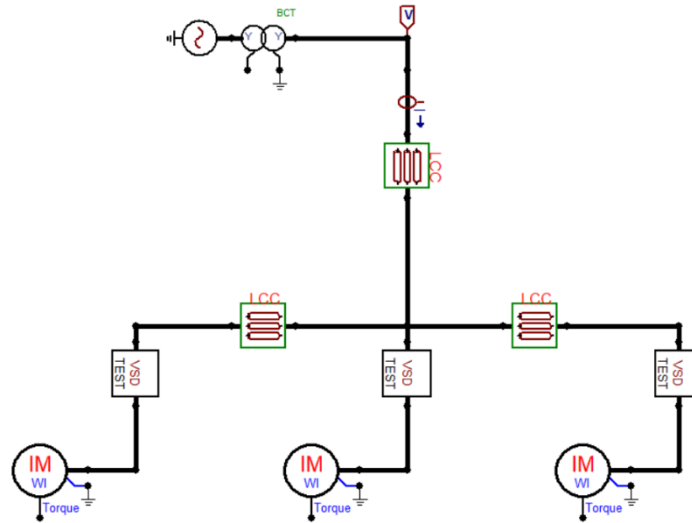 BCT
V
Y Y
I
LCC
LCC
LCC
VSD
TEST
VSD
TEST
VSD
TEST
IM
WI
Torque
IM
WI
Torque
IM
WI
Torque